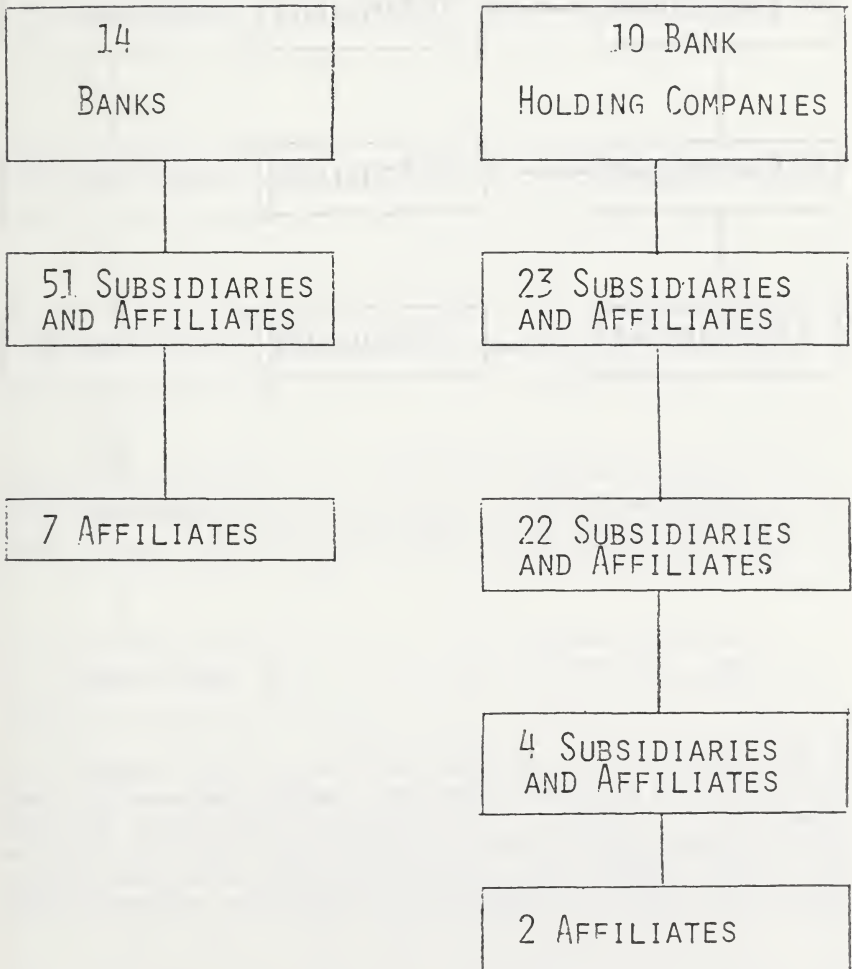 14
BANKS
51 SUBSIDIARIES
AND AFFILIATES
7 AFFILIATES
10 BANK
HOLDING COMPANIES
23 SUBSIDIARIES
AND AFFILIATES
22 SUBSIDIARIES
AND AFFILIATES
4 SUBSIDIARIES
AND AFFILIATES
2 AFFILIATES